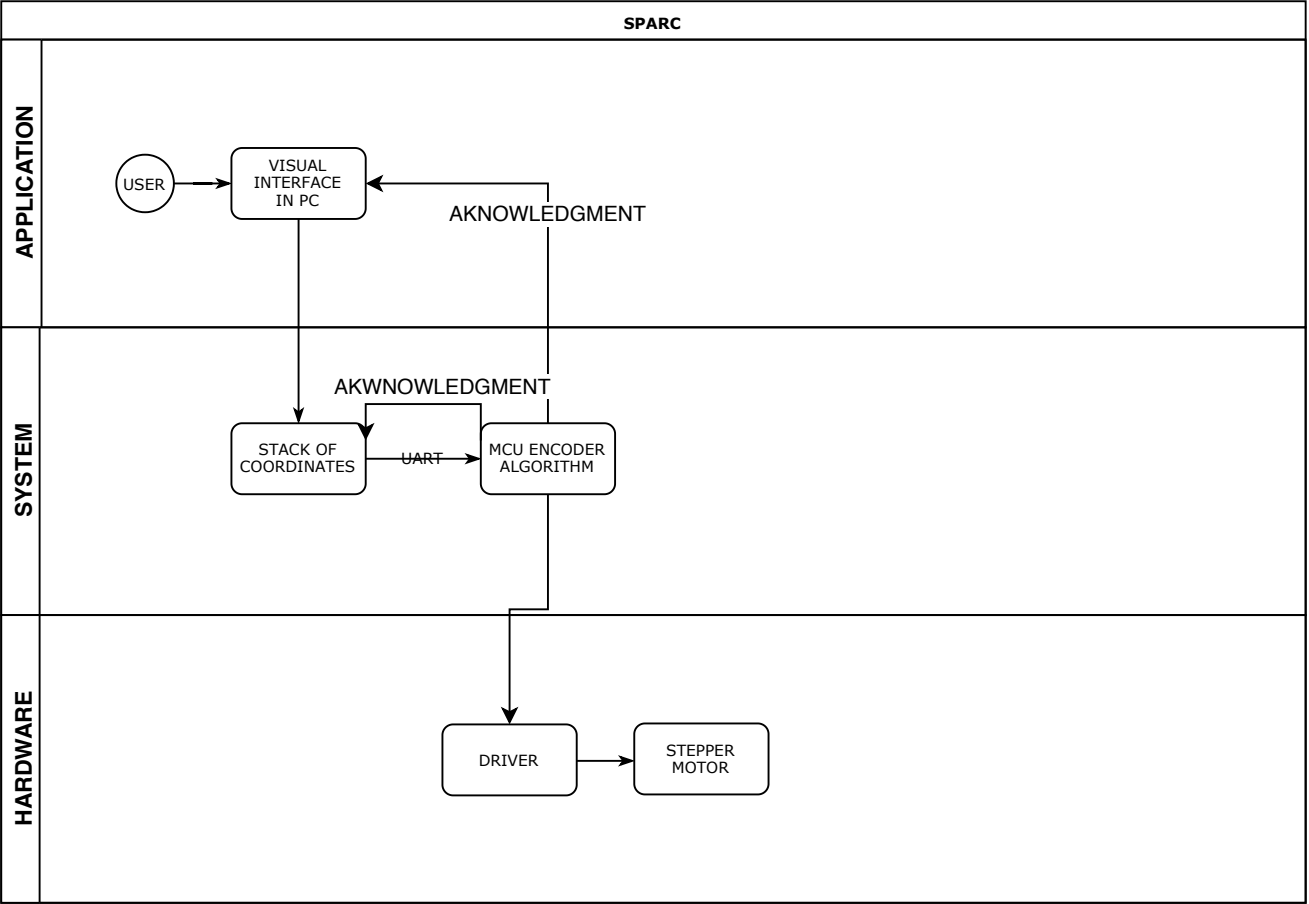 SPARC
APPLICATION
USER
VISUAL
INTERFACE
IN PC
AKNOWLEDGMENT
SYSTEM
AKWNOWLEDGMENT
STACK OF
COORDINATES
UART
MCU ENCODER
ALGORITHM
HARDWARE
DRIVER
STEPPER
MOTOR